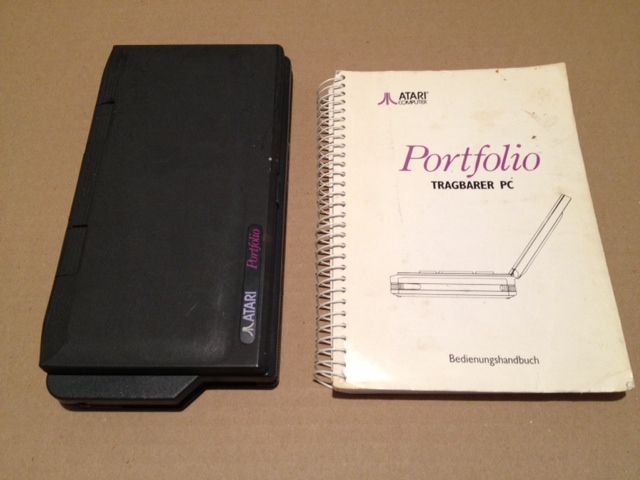 ATARI Portfolio
ATARI
COMPUTER
Portfolio
TRAGBARER PC
Bedienungshandbuch